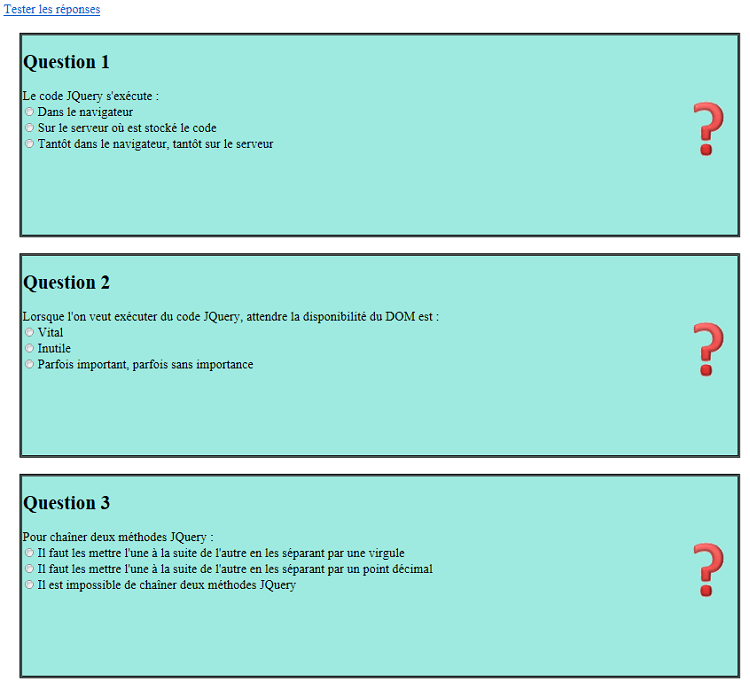 Tester les réponses
Question 1
Le code JQuery s'exécute :
Dans le navigateur
Sur le serveur où est stocké le code
Tantôt dans le navigateur, tantôt sur le serveur
?
Question 2
Lorsque l'on veut exécuter du code JQuery, attendre la disponibilité du DOM est :
Vital
Inutile
Parfois important, parfois sans importance
?
Question 3
Pour chaîner deux méthodes JQuery :
Il faut les mettre l'une à la suite de l'autre en les séparant par une virgule
Il faut les mettre l'une à la suite de l'autre en les séparant par un point décimal
Il est impossible de chaîner deux méthodes JQuery
?